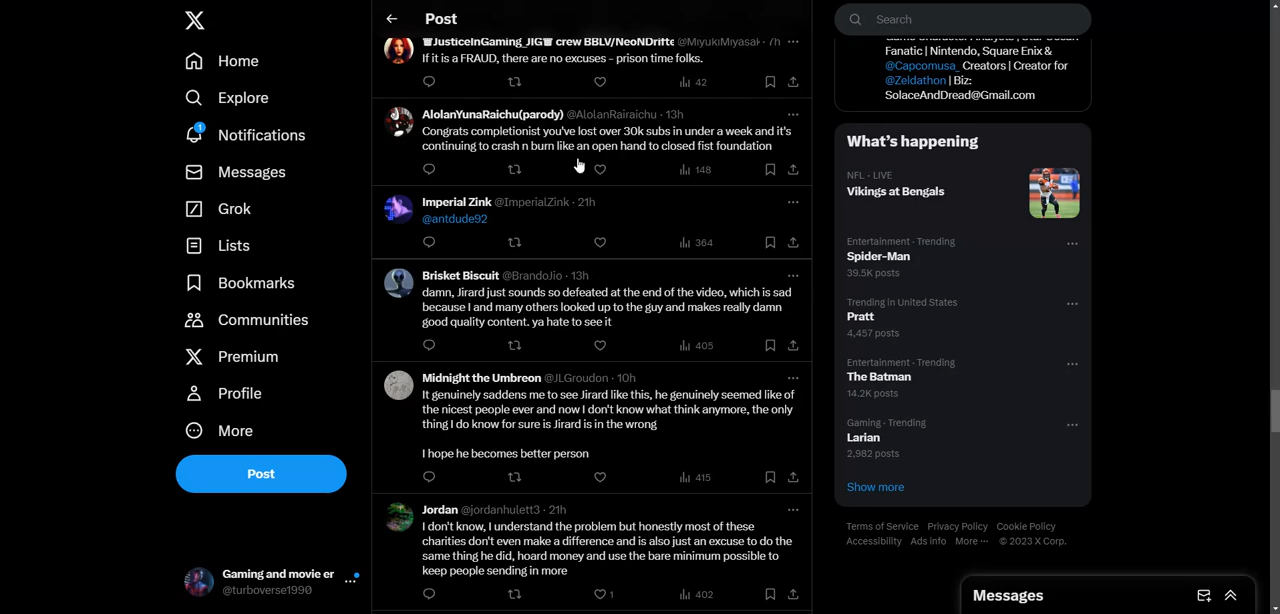 Home
Explore
1
Notifications
Messages
Grok
Lists
Bookmarks
Communities
Premium
Profile
More
Post
Gaming and movie er
@turboverse1990
Post
JusticeInGaming_JIG crew BBLV/NeoNDrifte @MiyukiMiyasak · 7h
If it is a FRAUD, there are no excuses - prison time folks.
42
AlolanYunaRaichu(parody) @AlolanRairaichu · 13h
Congrats completionist you've lost over 30k subs in under a week and it's
continuing to crash n burn like an open hand to closed fist foundation
148
Imperial Zink @ImperialZink · 21h
@antdude92
364
Brisket Biscuit @BrandoJio · 13h
damn, Jirard just sounds so defeated at the end of the video, which is sad
because I and many others looked up to the guy and makes really damn
good quality content. ya hate to see it
405
Midnight the Umbreon @JLGroudon · 10h
It genuinely saddens me to see Jirard like this, he genuinely seemed like of
the nicest people ever and now I don't know what think anymore, the only
thing I do know for sure is Jirard is in the wrong
I hope he becomes better person
415
Jordan @jordanhulett3 · 21h
I don't know, I understand the problem but honestly most of these
charities don't even make a difference and is also just an excuse to do the
same thing he did, hoard money and use the bare minimum possible to
keep people sending in more
1 402
Search
Fanatic | Nintendo, Square Enix &
@Capcomusa_ Creators | Creator for
@Zeldathon | Biz:
SolaceAndDread@Gmail.com
What's happening
NFL · LIVE
Vikings at Bengals
Entertainment · Trending
Spider-Man
39.5K posts
Trending in United States
Pratt
4,457 posts
Entertainment · Trending
The Batman
14.2K posts
Gaming · Trending
Larian
2,982 posts
Show more
Terms of Service Privacy Policy Cookie Policy
Accessibility Ads info More ··· © 2023 X Corp.
Messages